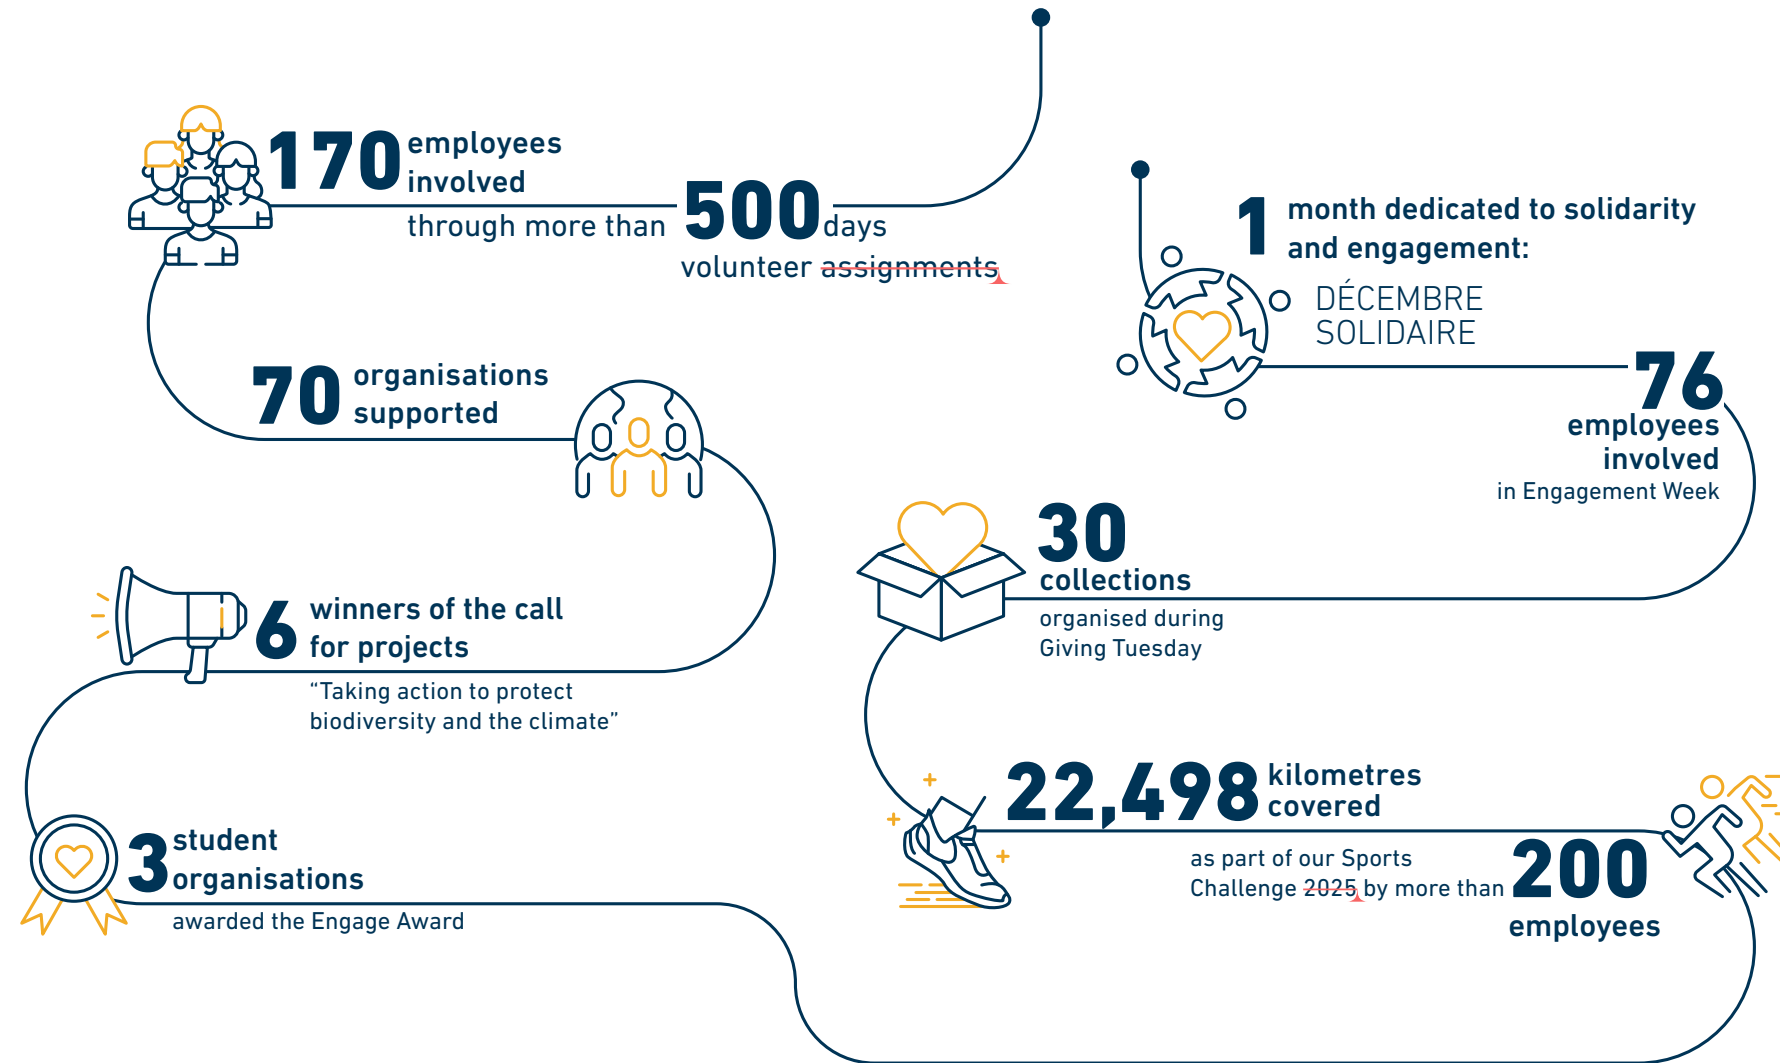 170 employees
involved
through more than 500 days
volunteer assignments
70 organisations
supported
6 winners of the call
for projects
“Taking action to protect
biodiversity and the climate”
3 student
organisations
awarded the Engage Award
1 month dedicated to solidarity
and engagement:
DÉCEMBRE
SOLIDAIRE
76
employees
involved
in Engagement Week
30
collections
organised during
Giving Tuesday
22,498 kilometres
covered
as part of our Sports
Challenge 2025 by more than 200
employees